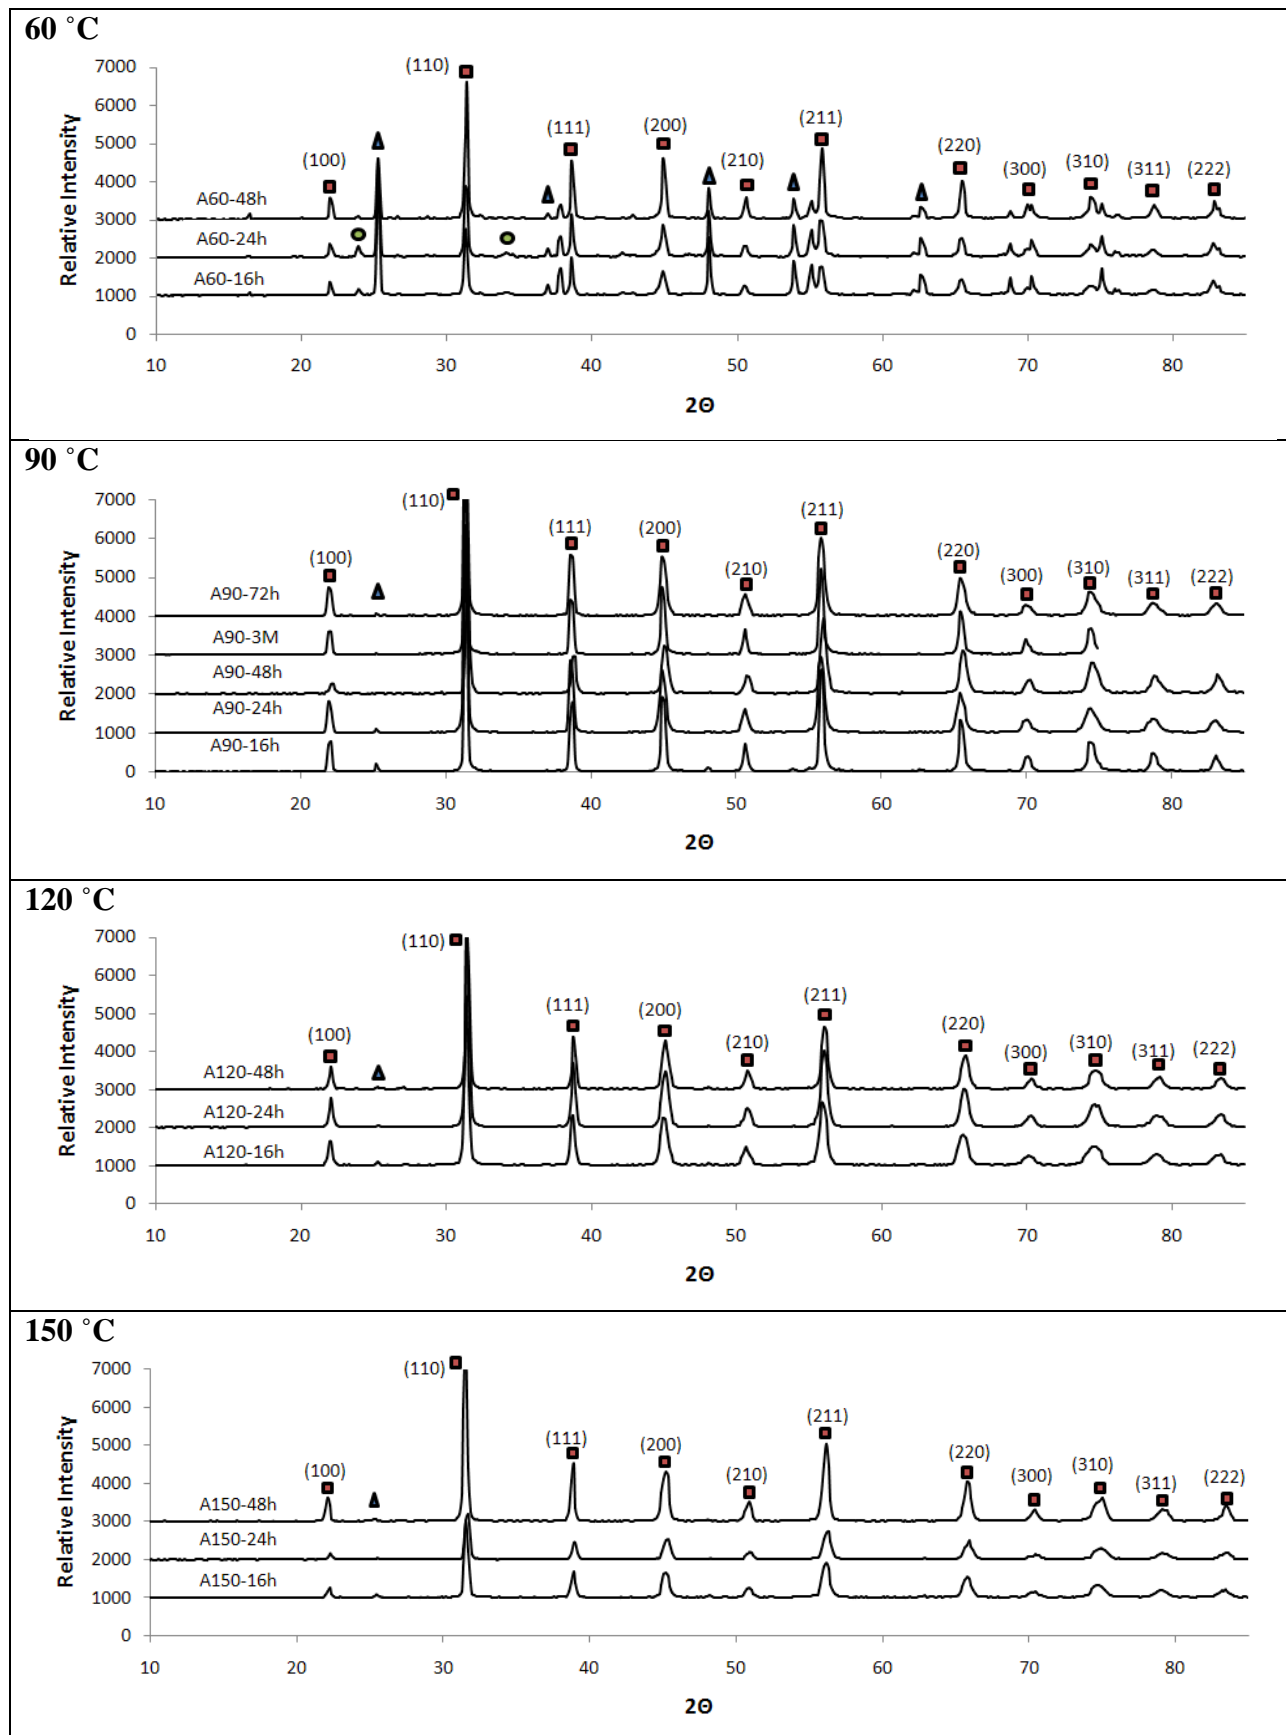 60 ˚C
(110)
7000
6000
(111)
(200)
(211)
5000
(220)
(100)
(210)
(300)
(310)
(311)
(222)
4000
A60-48h
3000
A60-24h
2000
A60-16h
1000
0
Relative Intensity
10 20 30 40 50 60 70 80
2Θ
90 ˚C
7000
(110)
(211)
6000
(111)
(200)
(100)
(220)
(310)
5000
(210)
(300)
(311)
(222)
A90-72h
4000
A90-3M
3000
A90-48h
2000
A90-24h
1000
A90-16h
0
Relative Intensity
10 20 30 40 50 60 70 80
2Θ
120 ˚C
7000
(110)
6000
(211)
(111)
(200)
5000
(220)
(100)
(210)
(300)
(310)
(311)
(222)
4000
A120-48h
3000
A120-24h
2000
A120-16h
1000
0
Relative Intensity
10 20 30 40 50 60 70 80
2Θ
150 ˚C
7000
(110)
6000
(211)
(111)
(200)
5000
(220)
(100)
(210)
(300)
(310)
(311)
(222)
4000
A150-48h
3000
A150-24h
2000
A150-16h
1000
0
Relative Intensity
10 20 30 40 50 60 70 80
2Θ